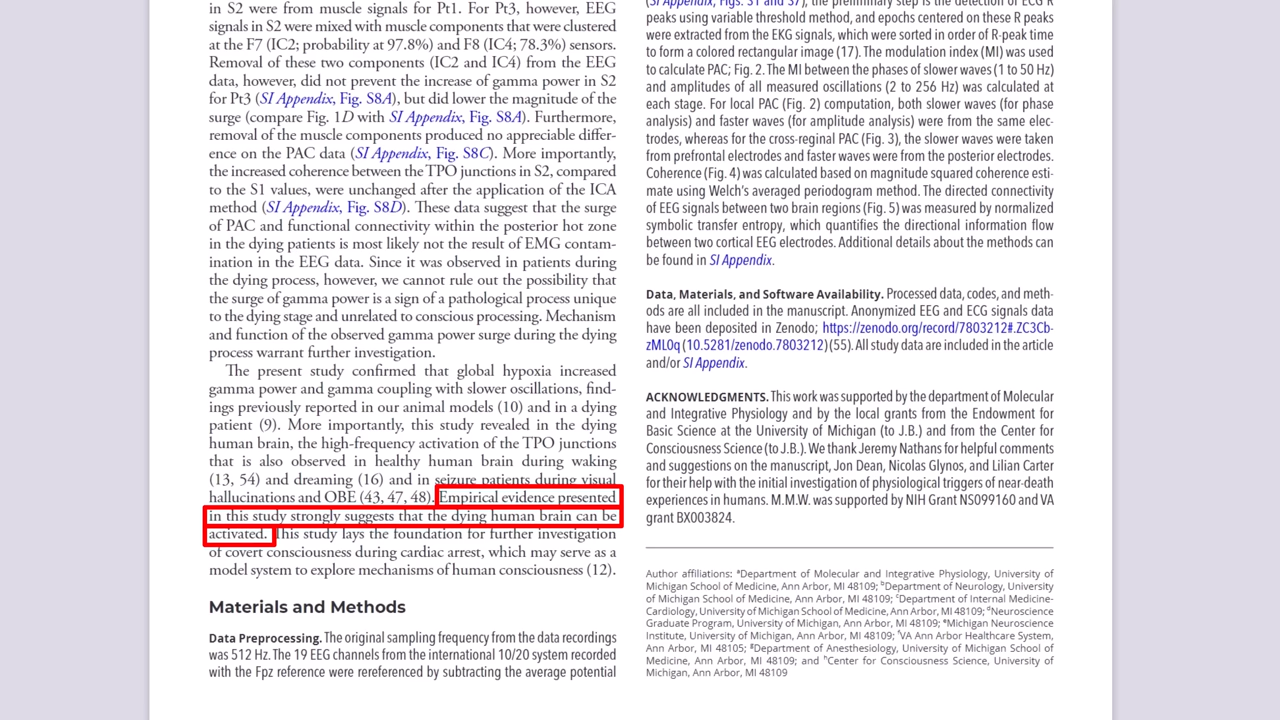 in S2 were from muscle signals for Pt1. For Pt3, however, EEG
signals in S2 were mixed with muscle components that were clustered
at the F7 (IC2; probability at 97.8%) and F8 (IC4; 78.3%) sensors.
Removal of these two components (IC2 and IC4) from the EEG
data, however, did not prevent the increase of gamma power in S2
for Pt3 (SI Appendix, Fig. S8A), but did lower the magnitude of the
surge (compare Fig. 1D with SI Appendix, Fig. S8A). Furthermore,
removal of the muscle components produced no appreciable differ-
ence on the PAC data (SI Appendix, Fig. S8C). More importantly,
the increased coherence between the TPO junctions in S2, compared
to the S1 values, were unchanged after the application of the ICA
method (SI Appendix, Fig. S8D). These data suggest that the surge
of PAC and functional connectivity within the posterior hot zone
in the dying patients is most likely not the result of EMG contam-
ination in the EEG data. Since it was observed in patients during
the dying process, however, we cannot rule out the possibility that
the surge of gamma power is a sign of a pathological process unique
to the dying stage and unrelated to conscious processing. Mechanism
and function of the observed gamma power surge during the dying
process warrant further investigation.
The present study confirmed that global hypoxia increased
gamma power and gamma coupling with slower oscillations, find-
ings previously reported in our animal models (10) and in a dying
patient (9). More importantly, this study revealed in the dying
human brain, the high-frequency activation of the TPO junctions
that is also observed in healthy human brain during waking
(13, 54) and dreaming (16) and in seizure patients during visual
hallucinations and OBE (43, 47, 48). Empirical evidence presented
in this study strongly suggests that the dying human brain can be
activated. This study lays the foundation for further investigation
of covert consciousness during cardiac arrest, which may serve as a
model system to explore mechanisms of human consciousness (12).
Materials and Methods
Data Preprocessing. The original sampling frequency from the data recordings
was 512 Hz. The 19 EEG channels from the international 10/20 system recorded
with the Fpz reference were rereferenced by subtracting the average potential
(SI Appendix, Figs. S1 and S7), the preliminary step is the detection of ECG R
peaks using variable threshold method, and epochs centered on these R peaks
were extracted from the EKG signals, which were sorted in order of R-peak time
to form a colored rectangular image (17). The modulation index (MI) was used
to calculate PAC; Fig. 2. The MI between the phases of slower waves (1 to 50 Hz)
and amplitudes of all measured oscillations (2 to 256 Hz) was calculated at
each stage. For local PAC (Fig. 2) computation, both slower waves (for phase
analysis) and faster waves (for amplitude analysis) were from the same elec-
trodes, whereas for the cross-reginal PAC (Fig. 3), the slower waves were taken
from prefrontal electrodes and faster waves were from the posterior electrodes.
Coherence (Fig. 4) was calculated based on magnitude squared coherence esti-
mate using Welch's averaged periodogram method. The directed connectivity
of EEG signals between two brain regions (Fig. 5) was measured by normalized
symbolic transfer entropy, which quantifies the directional information flow
between two cortical EEG electrodes. Additional details about the methods can
be found in SI Appendix.
Data, Materials, and Software Availability. Processed data, codes, and meth-
ods are all included in the manuscript. Anonymized EEG and ECG signals data
have been deposited in Zenodo; https://zenodo.org/record/7803212#.ZC3Cb-
zML0q (10.5281/zenodo.7803212) (55). All study data are included in the article
and/or SI Appendix.
ACKNOWLEDGMENTS. This work was supported by the department of Molecular
and Integrative Physiology and by the local grants from the Endowment for
Basic Science at the University of Michigan (to J.B.) and from the Center for
Consciousness Science (to J.B.). We thank Jeremy Nathans for helpful comments
and suggestions on the manuscript, Jon Dean, Nicolas Glynos, and Lilian Carter
for their help with the initial investigation of physiological triggers of near-death
experiences in humans. M.M.W. was supported by NIH Grant NS099160 and VA
grant BX003824.
Author affiliations: ᵃDepartment of Molecular and Integrative Physiology, University of
Michigan School of Medicine, Ann Arbor, MI 48109; ᵇDepartment of Neurology, University
of Michigan School of Medicine, Ann Arbor, MI 48109; ᶜDepartment of Internal Medicine-
Cardiology, University of Michigan School of Medicine, Ann Arbor, MI 48109; ᵈNeuroscience
Graduate Program, University of Michigan, Ann Arbor, MI 48109; ᵉMichigan Neuroscience
Institute, University of Michigan, Ann Arbor, MI 48109; ᶠVA Ann Arbor Healthcare System,
Ann Arbor, MI 48105; ᵍDepartment of Anesthesiology, University of Michigan School of
Medicine, Ann Arbor, MI 48109; and ʰCenter for Consciousness Science, University of
Michigan, Ann Arbor, MI 48109